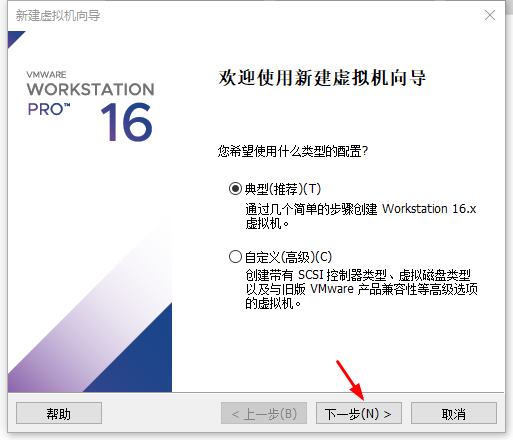 新建虚拟机向导
VMWARE
WORKSTATION
PRO™ 16
欢迎使用新建虚拟机向导
您希望使用什么类型的配置?
典型(推荐)(T)
通过几个简单的步骤创建 Workstation 16.x
虚拟机。
自定义(高级)(C)
创建带有 SCSI 控制器类型、虚拟磁盘类型
以及与旧版 VMware 产品兼容性等高级选项
的虚拟机。
帮助
< 上一步(B)
下一步(N) >
取消